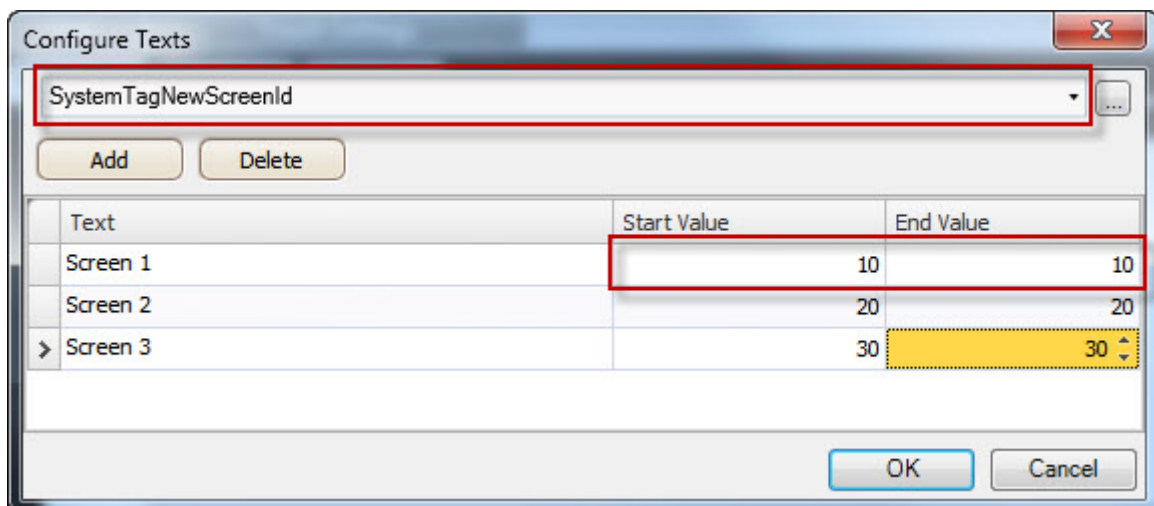 Configure Texts
SystemTagNewScreenId
...
Add Delete
Text Start Value End Value
Screen 1 10 10
Screen 2 20 20
Screen 3 30 30
OK Cancel